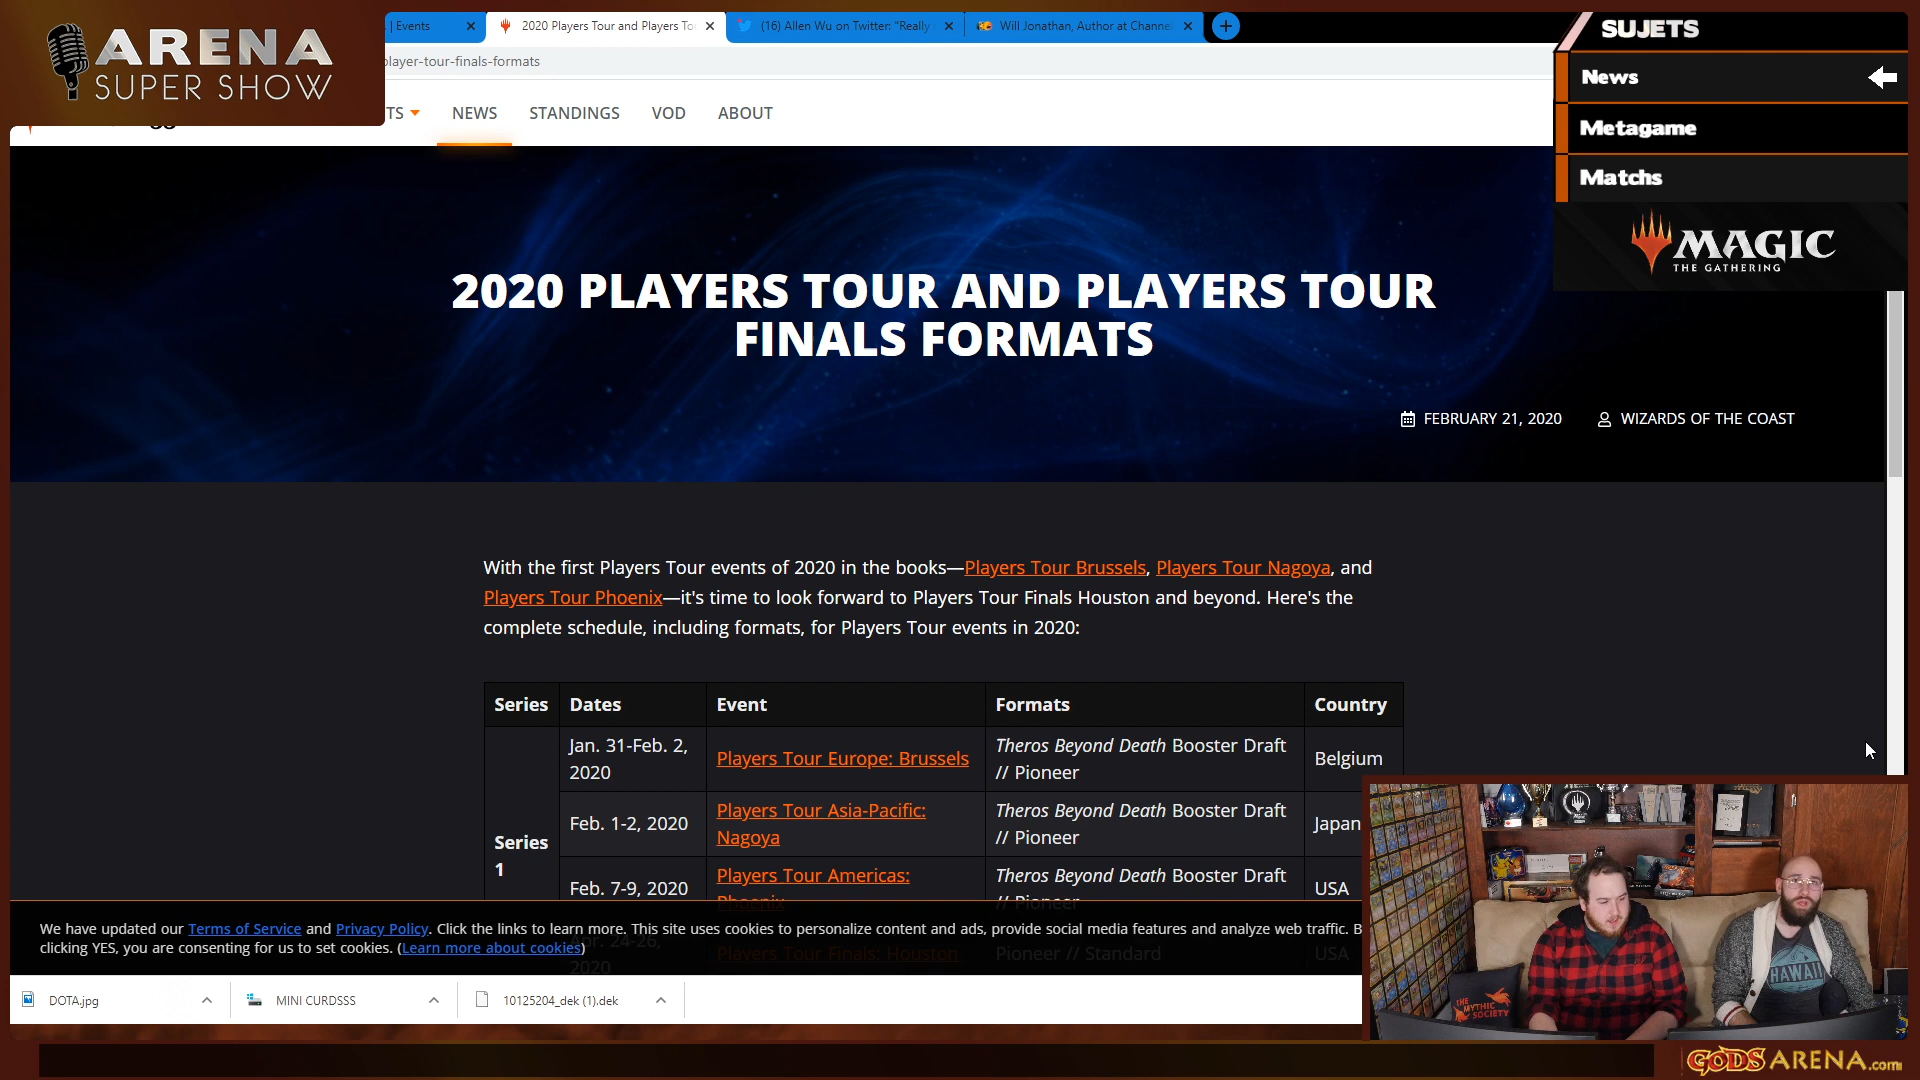 ARENA
SUPER SHOW
| Events
2020 Players Tour and Players To
(16) Allen Wu on Twitter: "Really
Will Jonathan, Author at Channe
player-tour-finals-formats
TS
NEWS
STANDINGS
VOD
ABOUT
SUJETS
News
Metagame
Matchs
MAGIC
THE GATHERING
2020 PLAYERS TOUR AND PLAYERS TOUR
FINALS FORMATS
FEBRUARY 21, 2020
WIZARDS OF THE COAST
With the first Players Tour events of 2020 in the books—Players Tour Brussels, Players Tour Nagoya, and
Players Tour Phoenix—it's time to look forward to Players Tour Finals Houston and beyond. Here's the
complete schedule, including formats, for Players Tour events in 2020:
Series Dates Event Formats Country
Series
1
Jan. 31-Feb. 2,
2020
Players Tour Europe: Brussels
Theros Beyond Death Booster Draft
// Pioneer
Belgium
Feb. 1-2, 2020
Players Tour Asia-Pacific:
Nagoya
Theros Beyond Death Booster Draft
// Pioneer
Japan
Feb. 7-9, 2020
Players Tour Americas:
Phoenix
Theros Beyond Death Booster Draft
// Pioneer
USA
Apr. 24-26,
2020
Players Tour Finals: Houston
Pioneer // Standard
USA
We have updated our Terms of Service and Privacy Policy. Click the links to learn more. This site uses cookies to personalize content and ads, provide social media features and analyze web traffic. B
clicking YES, you are consenting for us to set cookies. (Learn more about cookies)
DOTA.jpg
MINI CURDSSS
10125204_dek (1).dek
THE MYTHIC
SOCIETY
HAWAII
GODSARENA.com